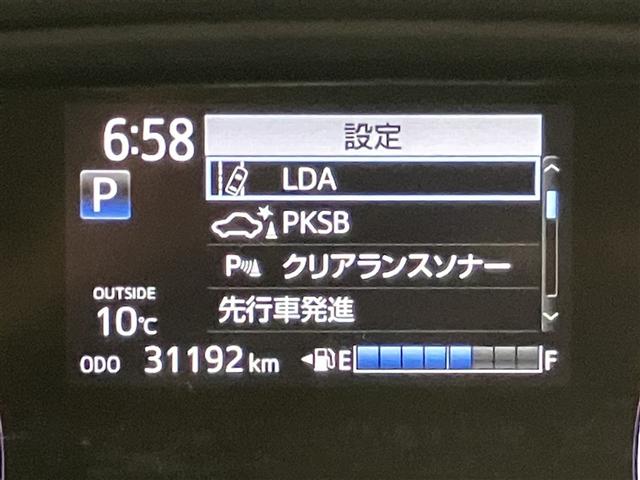 6:58
設定
P
LDA
PKSB
P クリアランスソナー
先行車発進
OUTSIDE
10℃
ODO 31192 km
E F